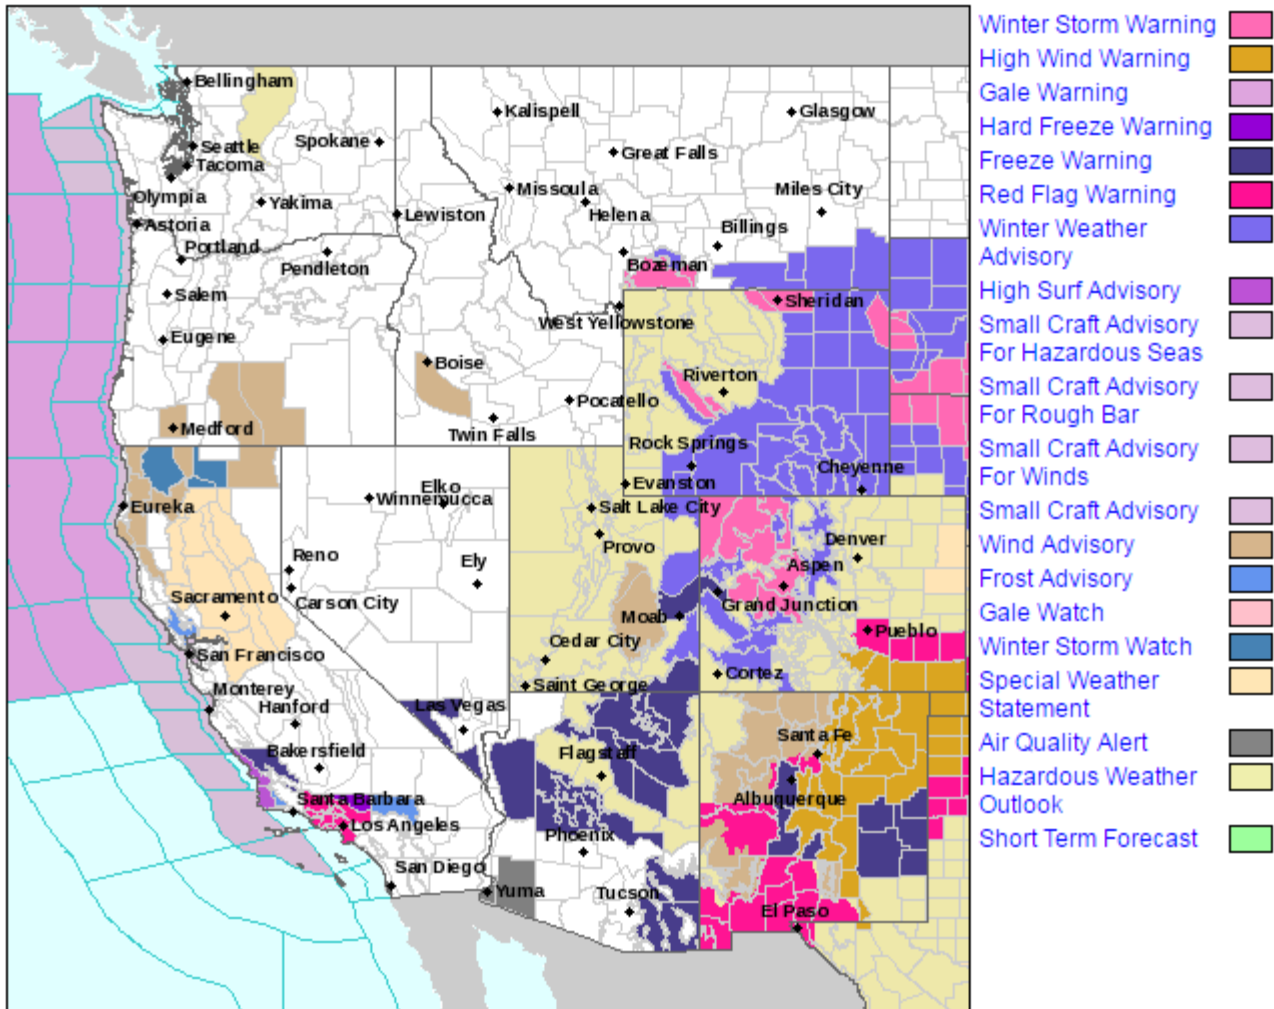 Winter Storm Warning
High Wind Warning
Gale Warning
Hard Freeze Warning
Freeze Warning
Red Flag Warning
Winter Weather
Advisory
High Surf Advisory
Small Craft Advisory
For Hazardous Seas
Small Craft Advisory
For Rough Bar
Small Craft Advisory
For Winds
Small Craft Advisory
Wind Advisory
Frost Advisory
Gale Watch
Winter Storm Watch
Special Weather
Statement
Air Quality Alert
Hazardous Weather
Outlook
Short Term Forecast
Bellingham
Kalispell
Glasgow
Seattle
Spokane
Great Falls
Tacoma
Olympia
Missoula
Miles City
Yakima
Helena
Lewiston
Astoria
Billings
Portland
Pendleton
Bozeman
Salem
Sheridan
West Yellowstone
Eugene
Boise
Riverton
Pocatello
Medford
Twin Falls
Rock Springs
Cheyenne
Evanston
Elko
Winnemucca
Eureka
Salt Lake City
Denver
Provo
Reno
Ely
Aspen
Sacramento
Carson City
Grand Junction
Moab
Pueblo
San Francisco
Cedar City
Cortez
Monterey
Saint George
Hanford
Las Vegas
Santa Fe
Bakersfield
Flagstaff
Santa Barbara
Albuquerque
Los Angeles
Phoenix
San Diego
Yuma
Tucson
El Paso